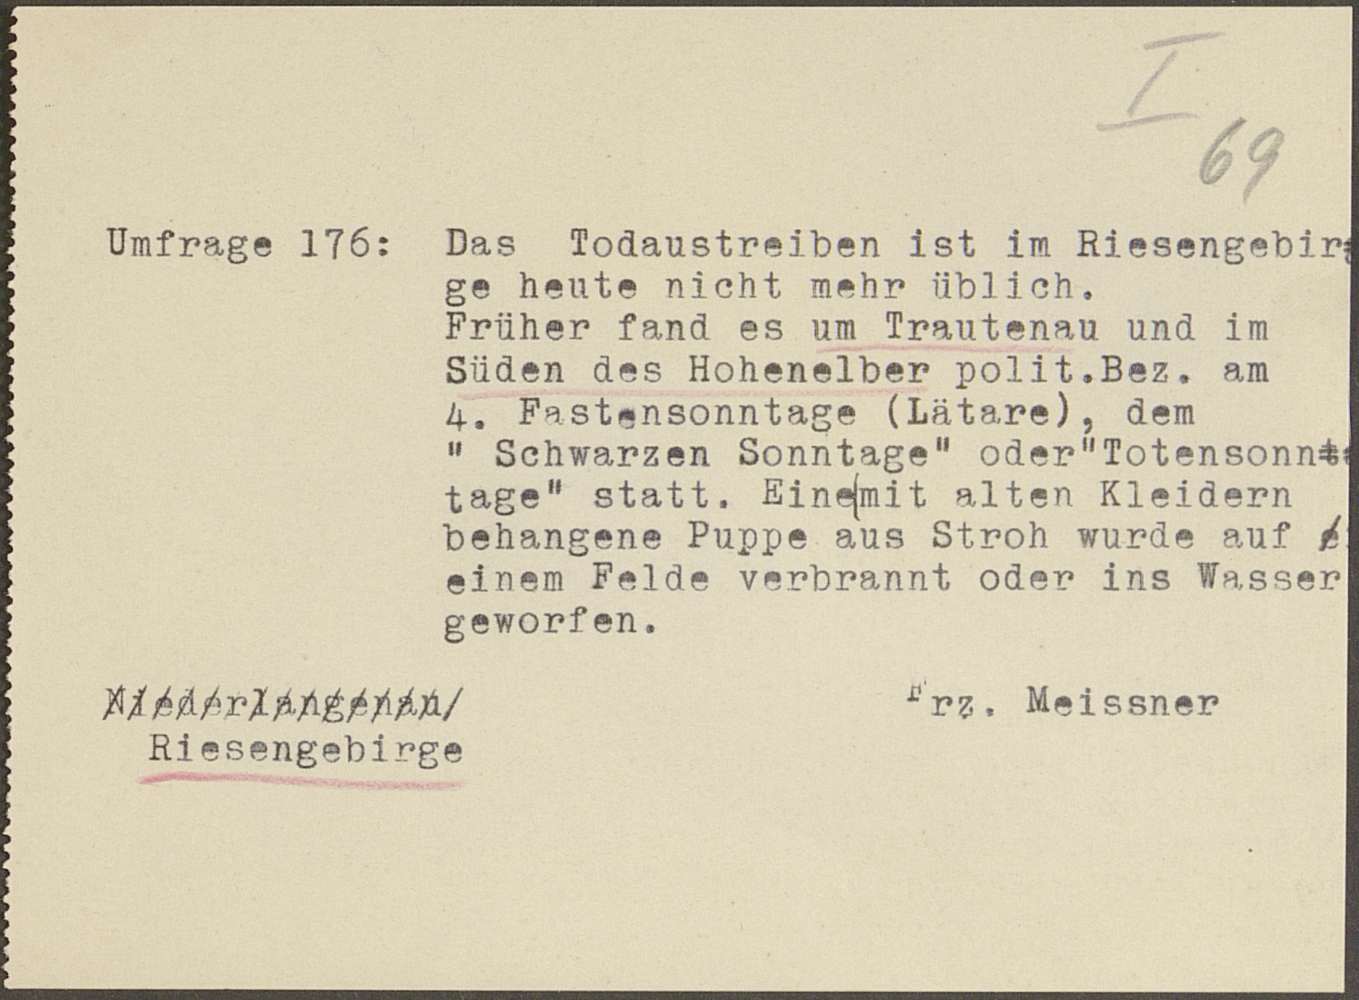 I
69
Umfrage 176: Das Todaustreiben ist im Riesengebir=
ge heute nicht mehr üblich.
Früher fand es um Trautenau und im
Süden des Hohenelber polit.Bez. am
4. Fastensonntage (Lätare), dem
" Schwarzen Sonntage" oder"Totensonn=
tage" statt. Eine mit alten Kleidern
behangene Puppe aus Stroh wurde auf
einem Felde verbrannt oder ins Wasser
geworfen.
Niederlangenau/ Frz. Meissner
Riesengebirge